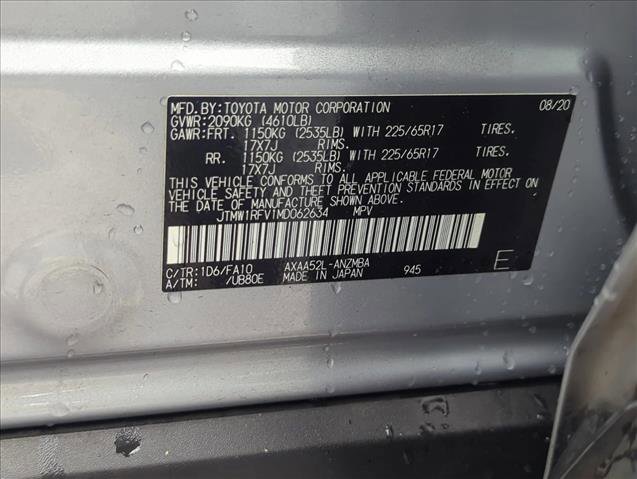 MFD. BY: TOYOTA MOTOR CORPORATION 08/20
GVWR: 2090KG (4610LB)
GAWR: FRT. 1150KG (2535LB) WITH 225/65R17 TIRES.
17X7J RIMS.
RR. 1150KG (2535LB) WITH 225/65R17 TIRES.
17X7J RIMS.
THIS VEHICLE CONFORMS TO ALL APPLICABLE FEDERAL MOTOR
VEHICLE SAFETY AND THEFT PREVENTION STANDARDS IN EFFECT
ON THE DATE OF MANUFACTURE SHOWN ABOVE.
JTMW1RFV1MD062634 MPV
C/TR: 1D6/FA10 AXAA52L-ANZMBA
A/TM: /UB80E MADE IN JAPAN 945 E